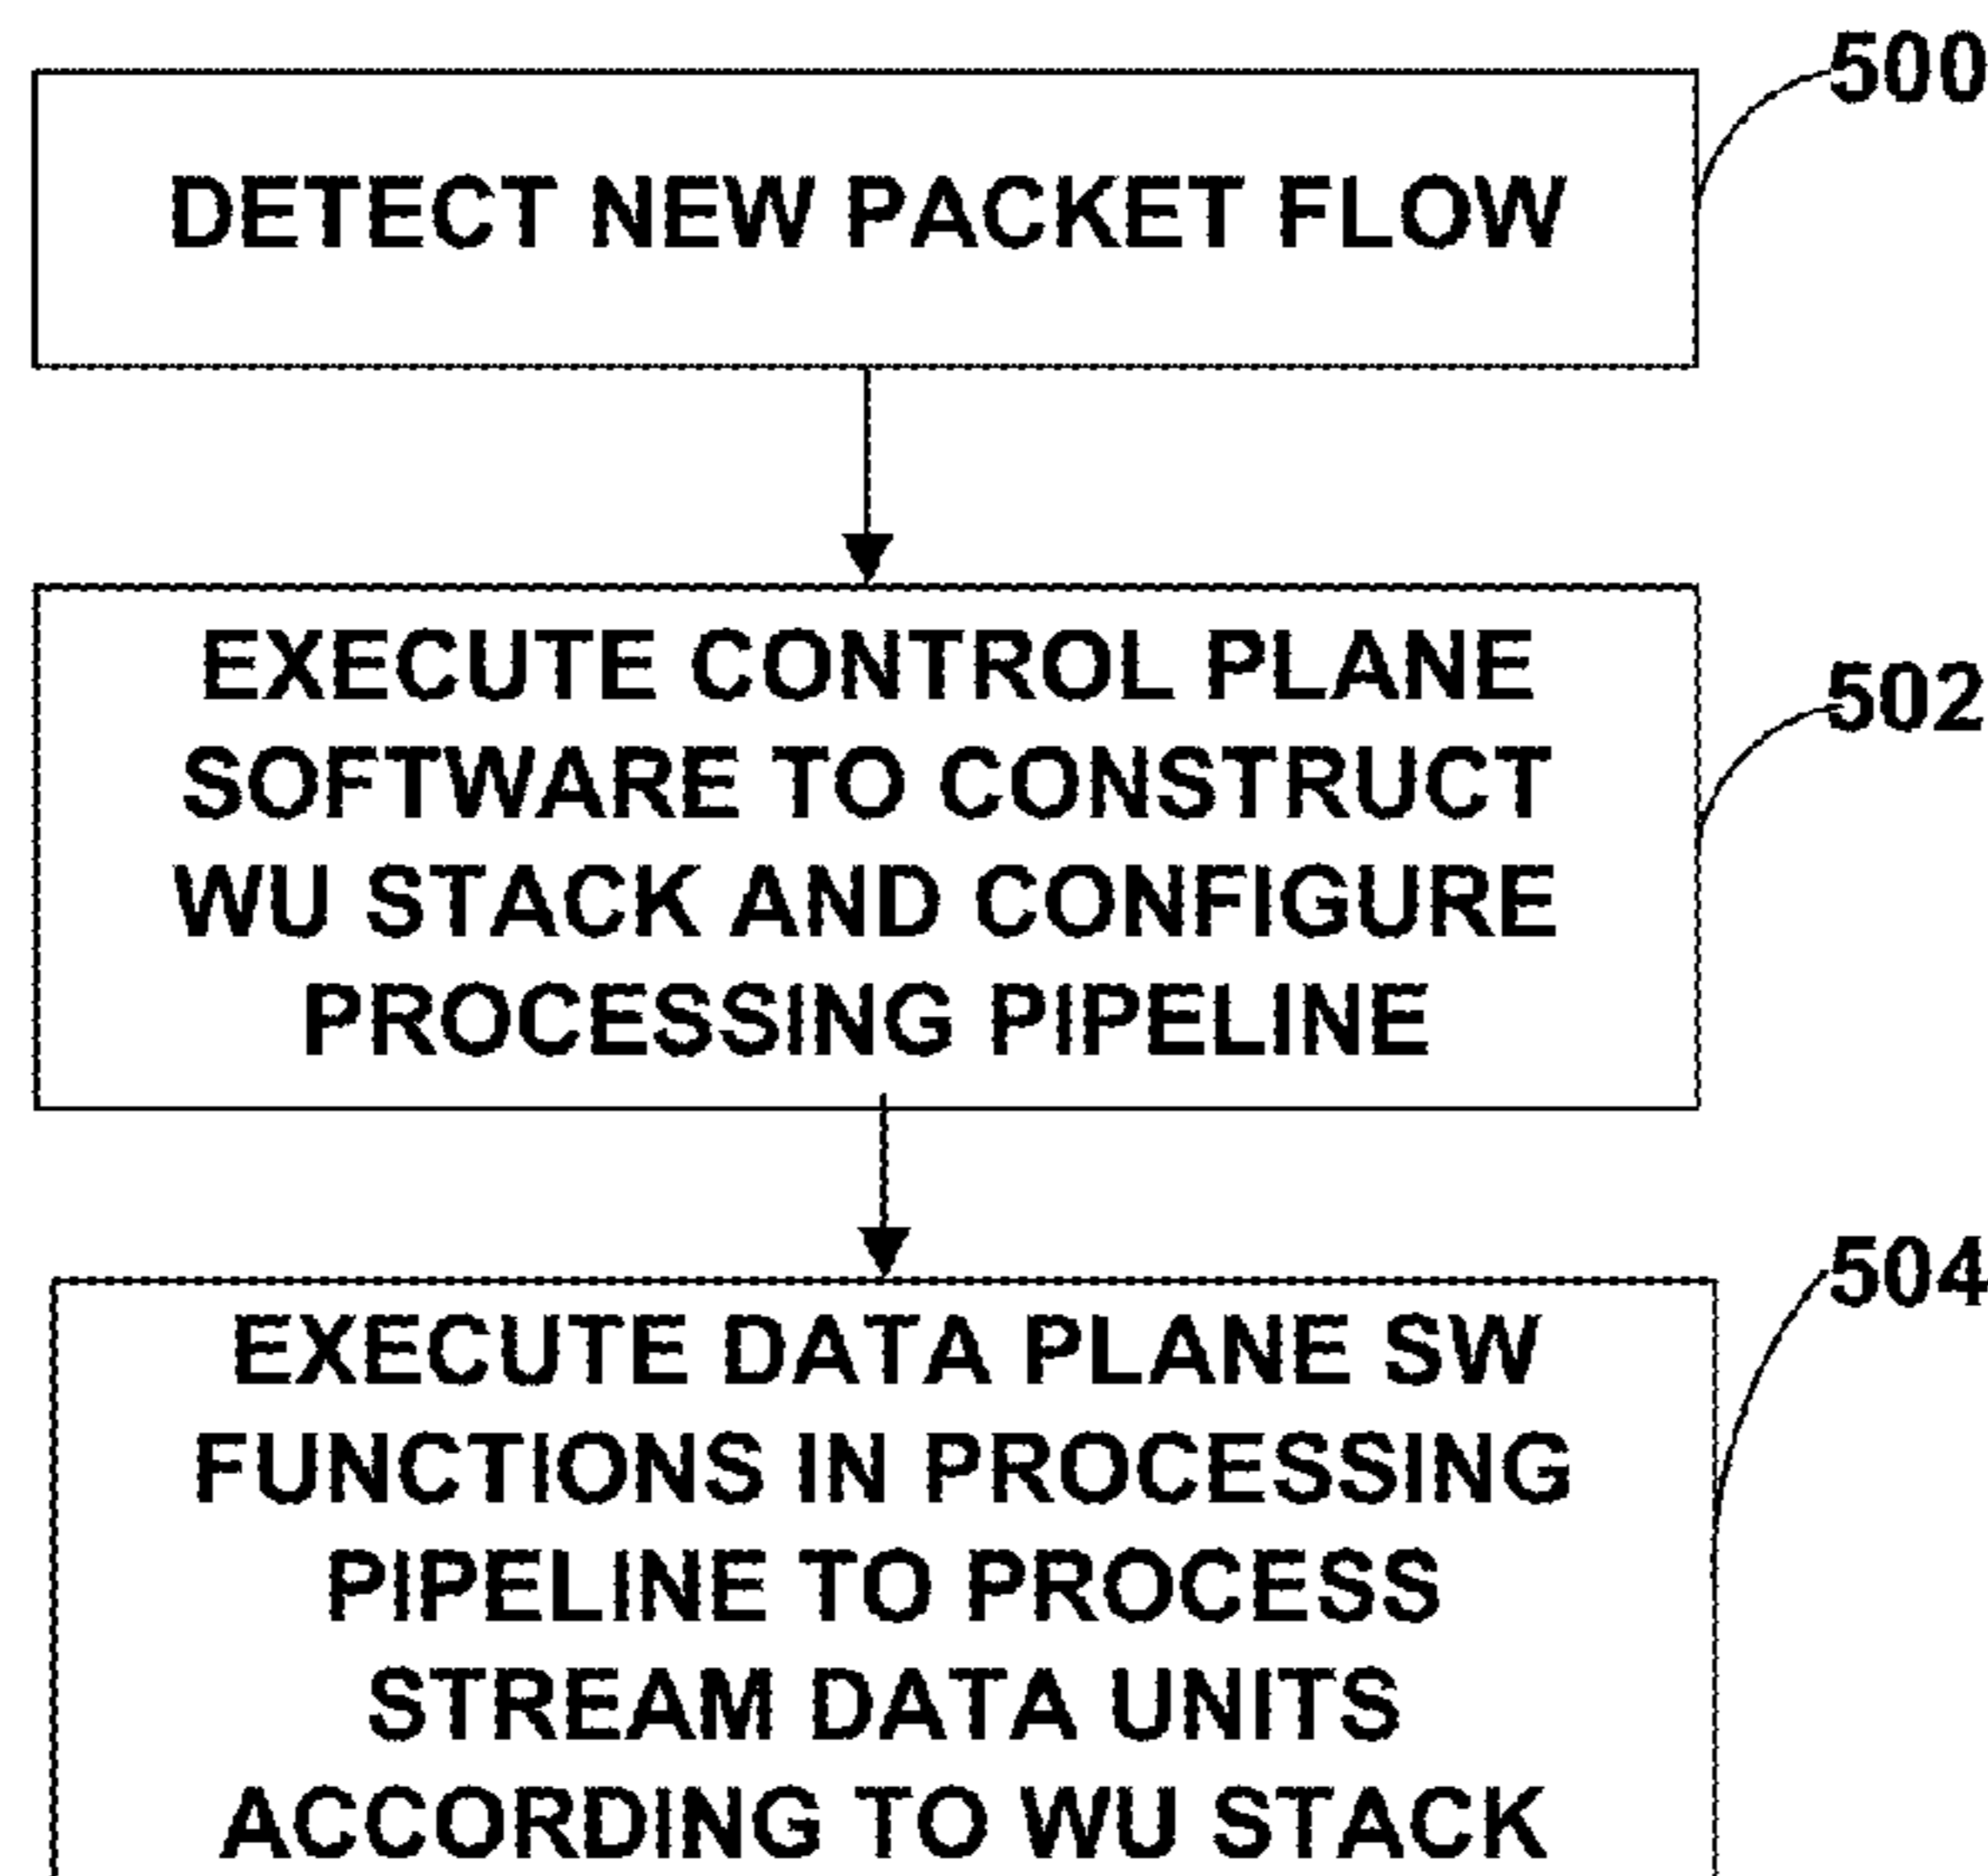 500
DETECT NEW PACKET FLOW
502
EXECUTE CONTROL PLANE
SOFTWARE TO CONSTRUCT
WU STACK AND CONFIGURE
PROCESSING PIPELINE
504
EXECUTE DATA PLANE SW
FUNCTIONS IN PROCESSING
PIPELINE TO PROCESS
STREAM DATA UNITS
ACCORDING TO WU STACK